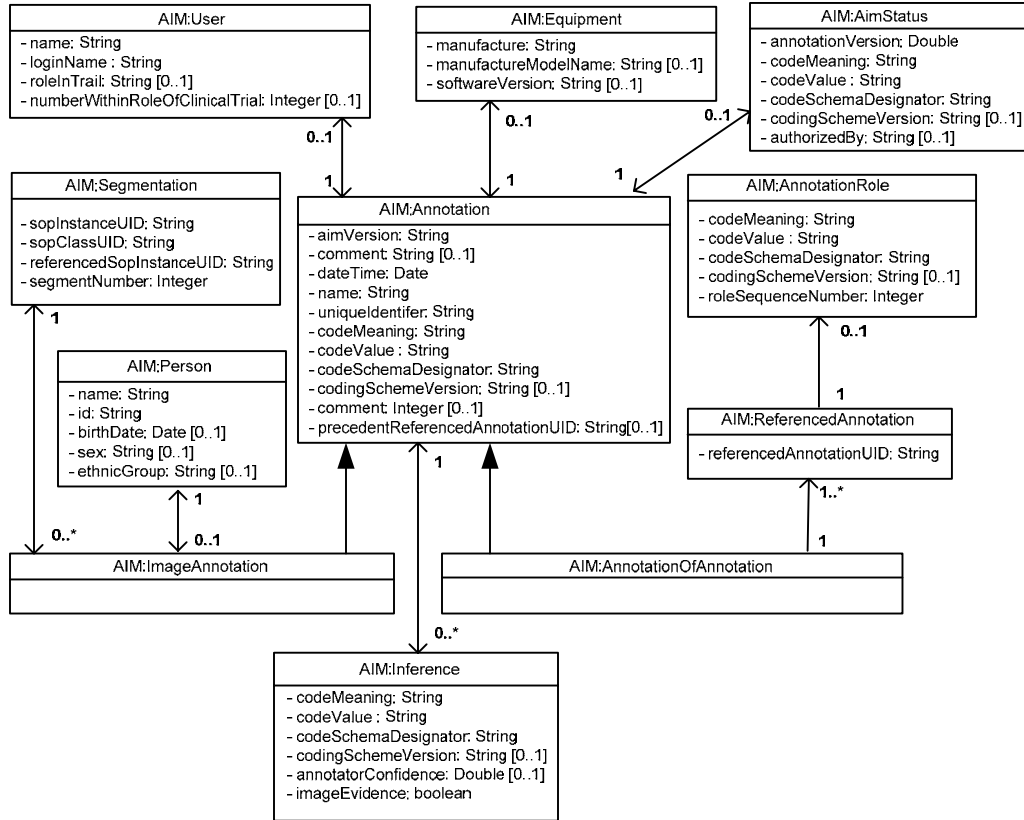 AIM:User
- name: String
- loginName : String
- roleInTrail: String [0..1]
- numberWithinRoleOfClinicalTrial: Integer [0..1]
AIM:Equipment
- manufacture: String
- manufactureModelName: String [0..1]
- softwareVersion: String [0..1]
AIM:AimStatus
- annotationVersion: Double
- codeMeaning: String
- codeValue : String
- codeSchemaDesignator: String
- codingSchemeVersion: String [0..1]
- authorizedBy: String [0..1]
0..1
1
0..1
1
0..1
1
AIM:Segmentation
- sopInstanceUID: String
- sopClassUID: String
- referencedSopInstanceUID: String
- segmentNumber: Integer
AIM:Annotation
- aimVersion: String
- comment: String [0..1]
- dateTime: Date
- name: String
- uniqueIdentifer: String
- codeMeaning: String
- codeValue : String
- codeSchemaDesignator: String
- codingSchemeVersion: String [0..1]
- comment: Integer [0..1]
- precedentReferencedAnnotationUID: String[0..1]
AIM:AnnotationRole
- codeMeaning: String
- codeValue : String
- codeSchemaDesignator: String
- codingSchemeVersion: String [0..1]
- roleSequenceNumber: Integer
1
0..1
1
AIM:Person
- name: String
- id: String
- birthDate: Date [0..1]
- sex: String [0..1]
- ethnicGroup: String [0..1]
AIM:ReferencedAnnotation
- referencedAnnotationUID: String
1
1
1..*
0..*
0..1
1
AIM:ImageAnnotation
AIM:AnnotationOfAnnotation
0..*
AIM:Inference
- codeMeaning: String
- codeValue : String
- codeSchemaDesignator: String
- codingSchemeVersion: String [0..1]
- annotatorConfidence: Double [0..1]
- imageEvidence: boolean